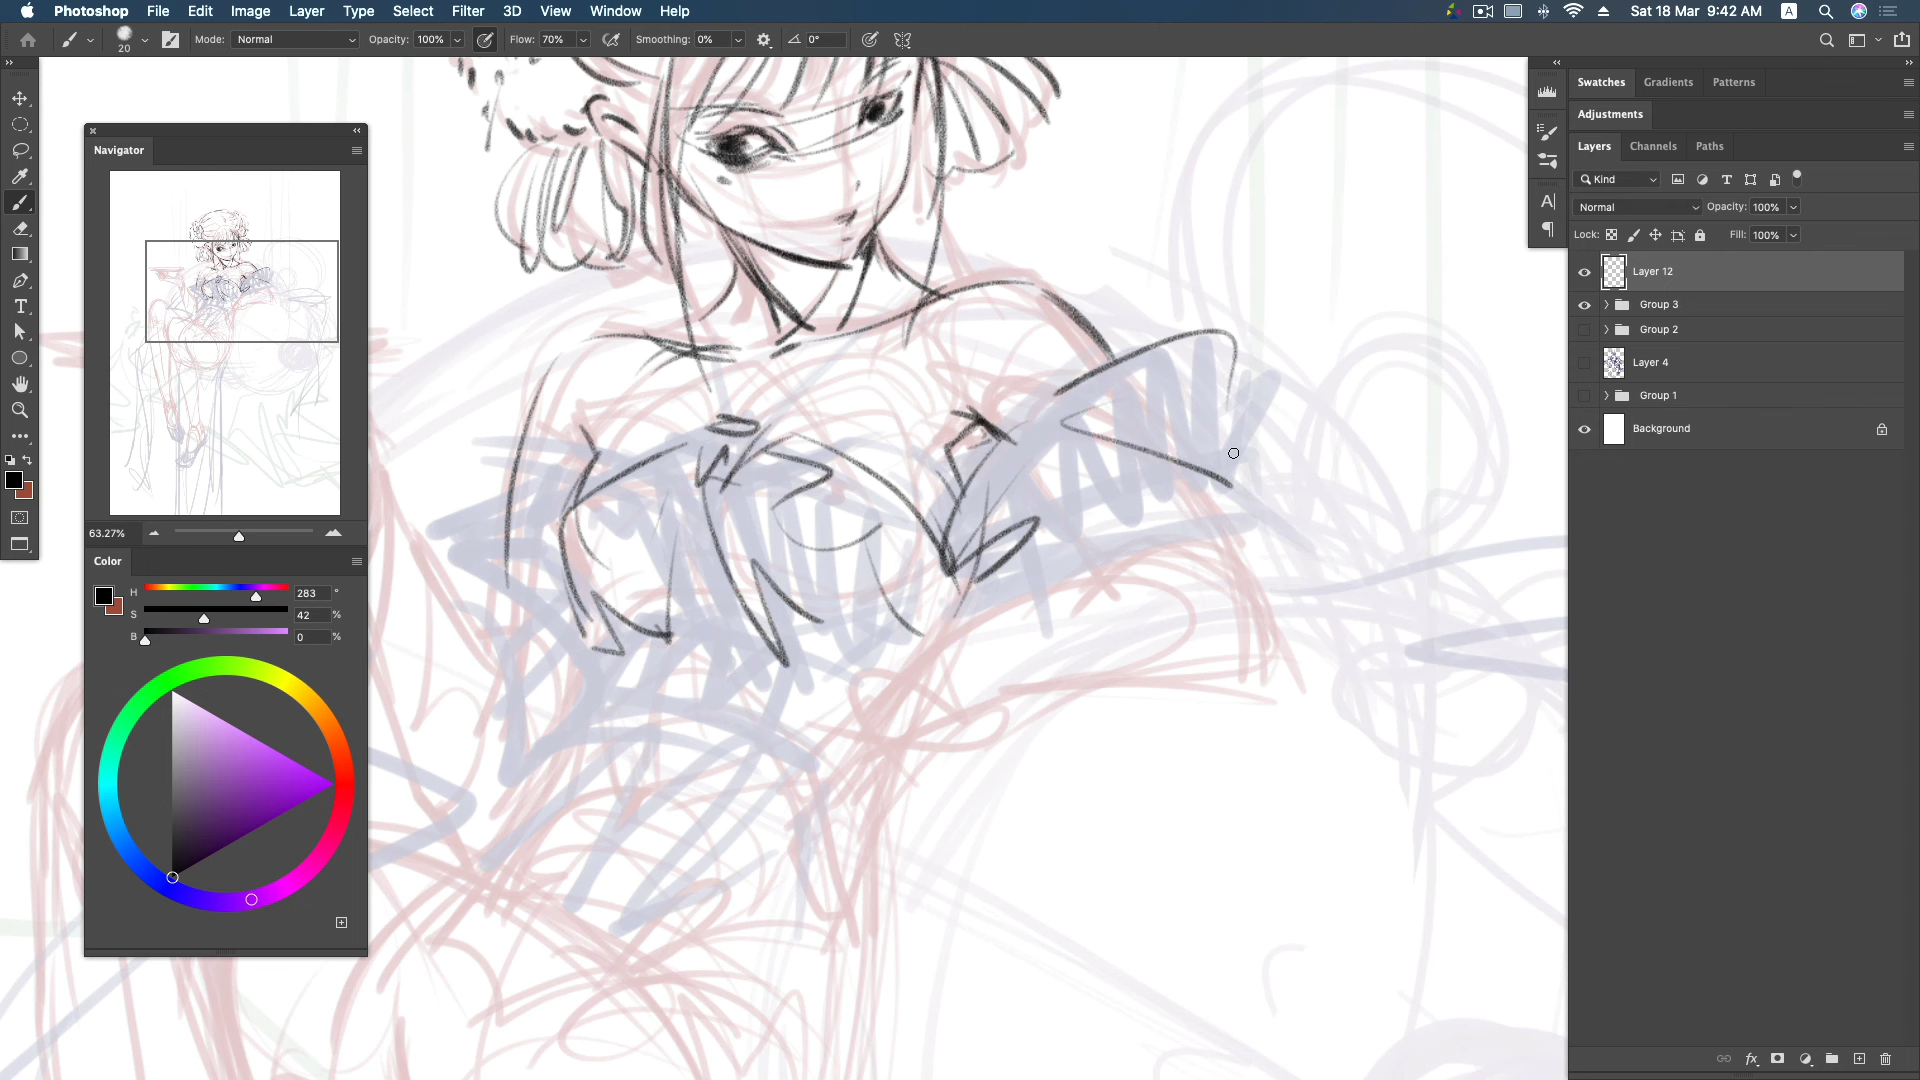 Photoshop File Edit Image Layer Type Select Filter 3D View Window Help Sat 18 Mar 9:42 AM A
20 Mode: Normal Opacity: 100% Flow: 70% Smoothing: 0% 0°
Navigator
63.27%
Color
H 283 °
S 42 %
B 0 %
Swatches Gradients Patterns
Adjustments
Layers Channels Paths
Kind
Normal Opacity: 100%
Lock: Fill: 100%
Layer 12
Group 3
Group 2
Layer 4
Group 1
Background